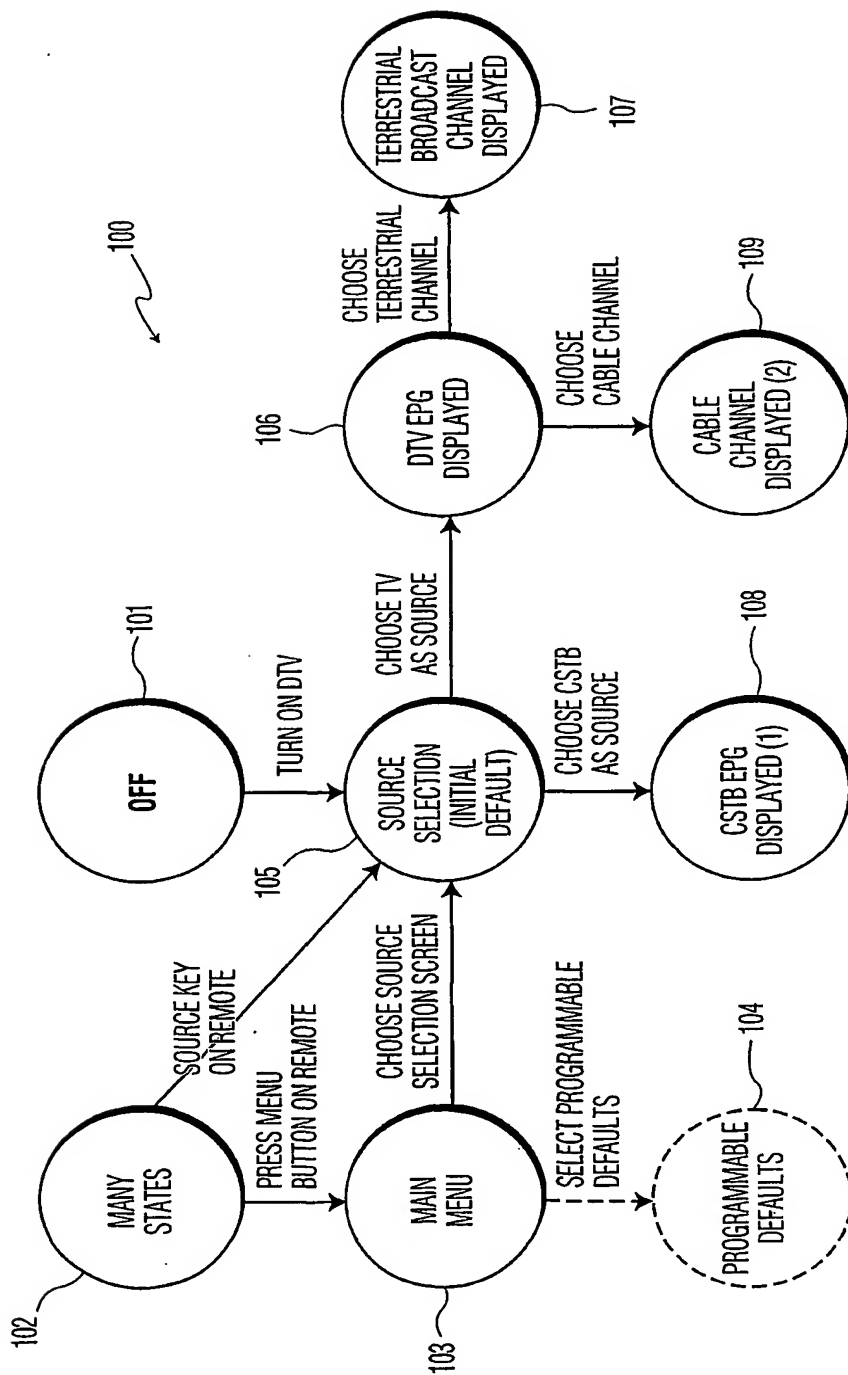 100
OFF
101
MANY
STATES
102
SOURCE KEY
ON REMOTE
TURN ON DTV
PRESS MENU
BUTTON ON REMOTE
MAIN
MENU
103
CHOOSE SOURCE
SELECTION SCREEN
105
SOURCE
SELECTION
(INITIAL
DEFAULT)
CHOOSE TV
AS SOURCE
106
DTV EPG
DISPLAYED
CHOOSE
TERRESTRIAL
CHANNEL
TERRESTRIAL
BROADCAST
CHANNEL
DISPLAYED
107
SELECT PROGRAMMABLE
DEFAULTS
CHOOSE CSTB
AS SOURCE
CHOOSE
CABLE CHANNEL
104
PROGRAMMABLE
DEFAULTS
108
CSTB EPG
DISPLAYED (1)
109
CABLE
CHANNEL
DISPLAYED (2)